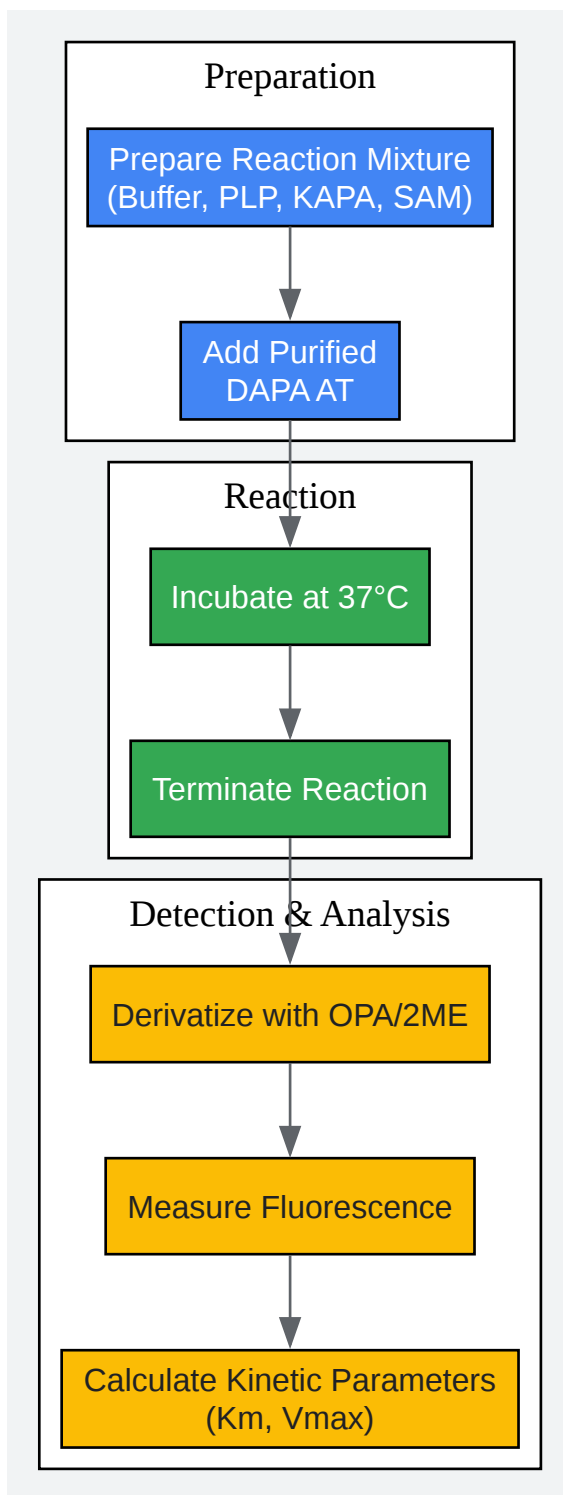 Preparation
Prepare Reaction Mixture
(Buffer, PLP, KAPA, SAM)
Add Purified
DAPA AT
Reaction
Incubate at 37°C
Terminate Reaction
Detection & Analysis
Derivatize with OPA/2ME
Measure Fluorescence
Calculate Kinetic Parameters
(Km, Vmax)